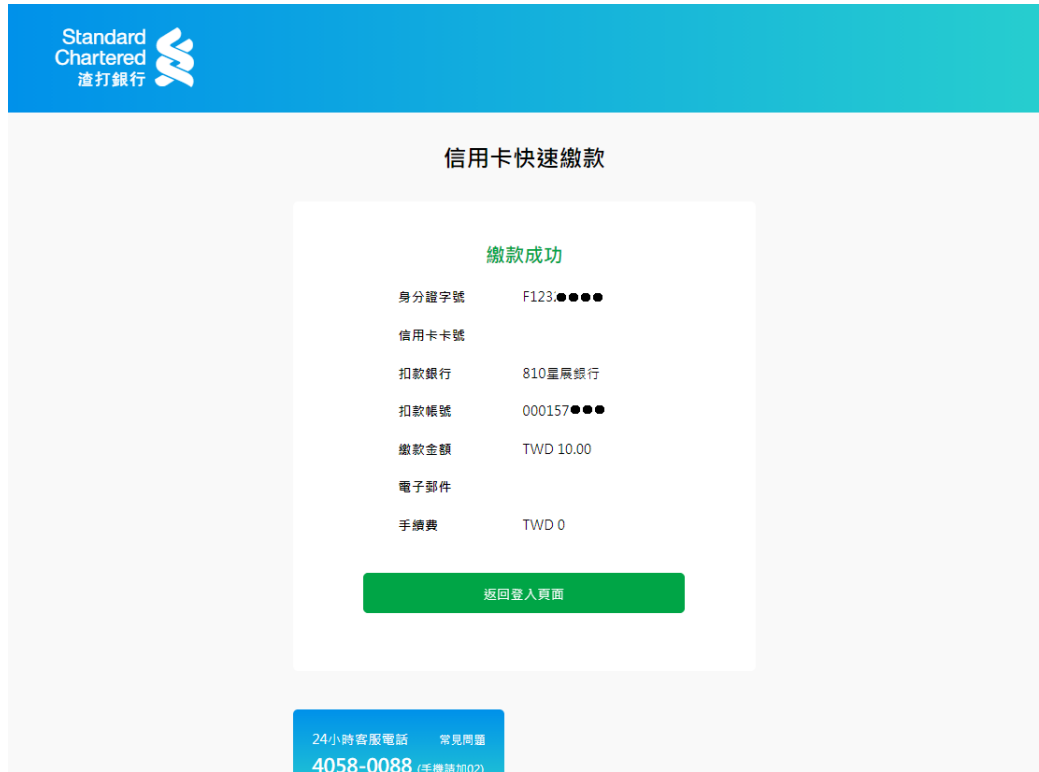 Standard
Chartered
渣打銀行
信用卡快速繳款
繳款成功
身分證字號 F123
信用卡卡號
扣款銀行 810星展銀行
扣款帳號 000157
繳款金額 TWD 10.00
電子郵件
手續費 TWD 0
返回登入頁面
24小時客服電話 常見問題
4058-0088 (手機請加02)